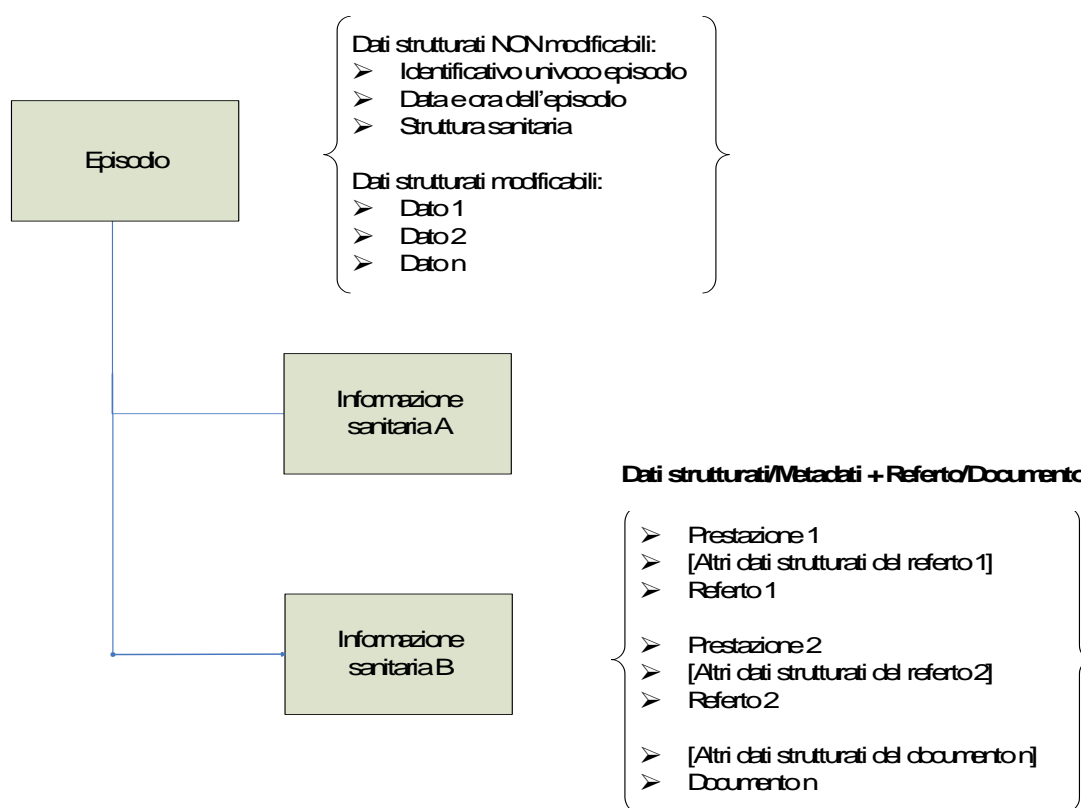 Dati strutturati NON modificabili:
➢ Identificativo univoco episodio
➢ Data e ora dell'episodio
➢ Struttura sanitaria
Episodio
Dati strutturati modificabili:
➢ Dato 1
➢ Dato 2
➢ Dato n
Informazione
sanitaria A
Dati strutturati/Metadati + Referto/Documento
➢ Prestazione 1
➢ [Altri dati strutturati del referto 1]
➢ Referto 1
Informazione
sanitaria B
➢ Prestazione 2
➢ [Altri dati strutturati del referto 2]
➢ Referto 2
➢ [Altri dati strutturati del documento n]
➢ Documento n